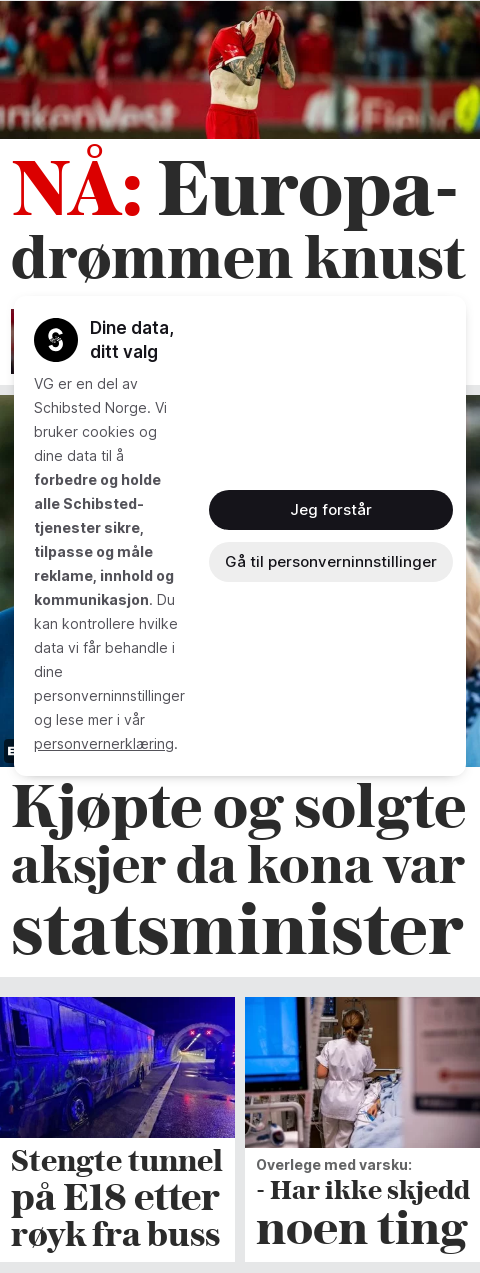 NÅ: Europa-
drømmen knust
Dine data,
ditt valg
VG er en del av
Schibsted Norge. Vi
bruker cookies og
dine data til å
forbedre og holde
alle Schibsted-
tjenester sikre,
tilpasse og måle
reklame, innhold og
kommunikasjon. Du
kan kontrollere hvilke
data vi får behandle i
dine
personverninnstillinger
og lese mer i vår
personvernerklæring.
Jeg forstår
Gå til personverninnstillinger
Kjøpte og solgte
aksjer da kona var
statsminister
Stengte tunnel
på E18 etter
røyk fra buss
Overlege med varsku:
- Har ikke skjedd
noen ting